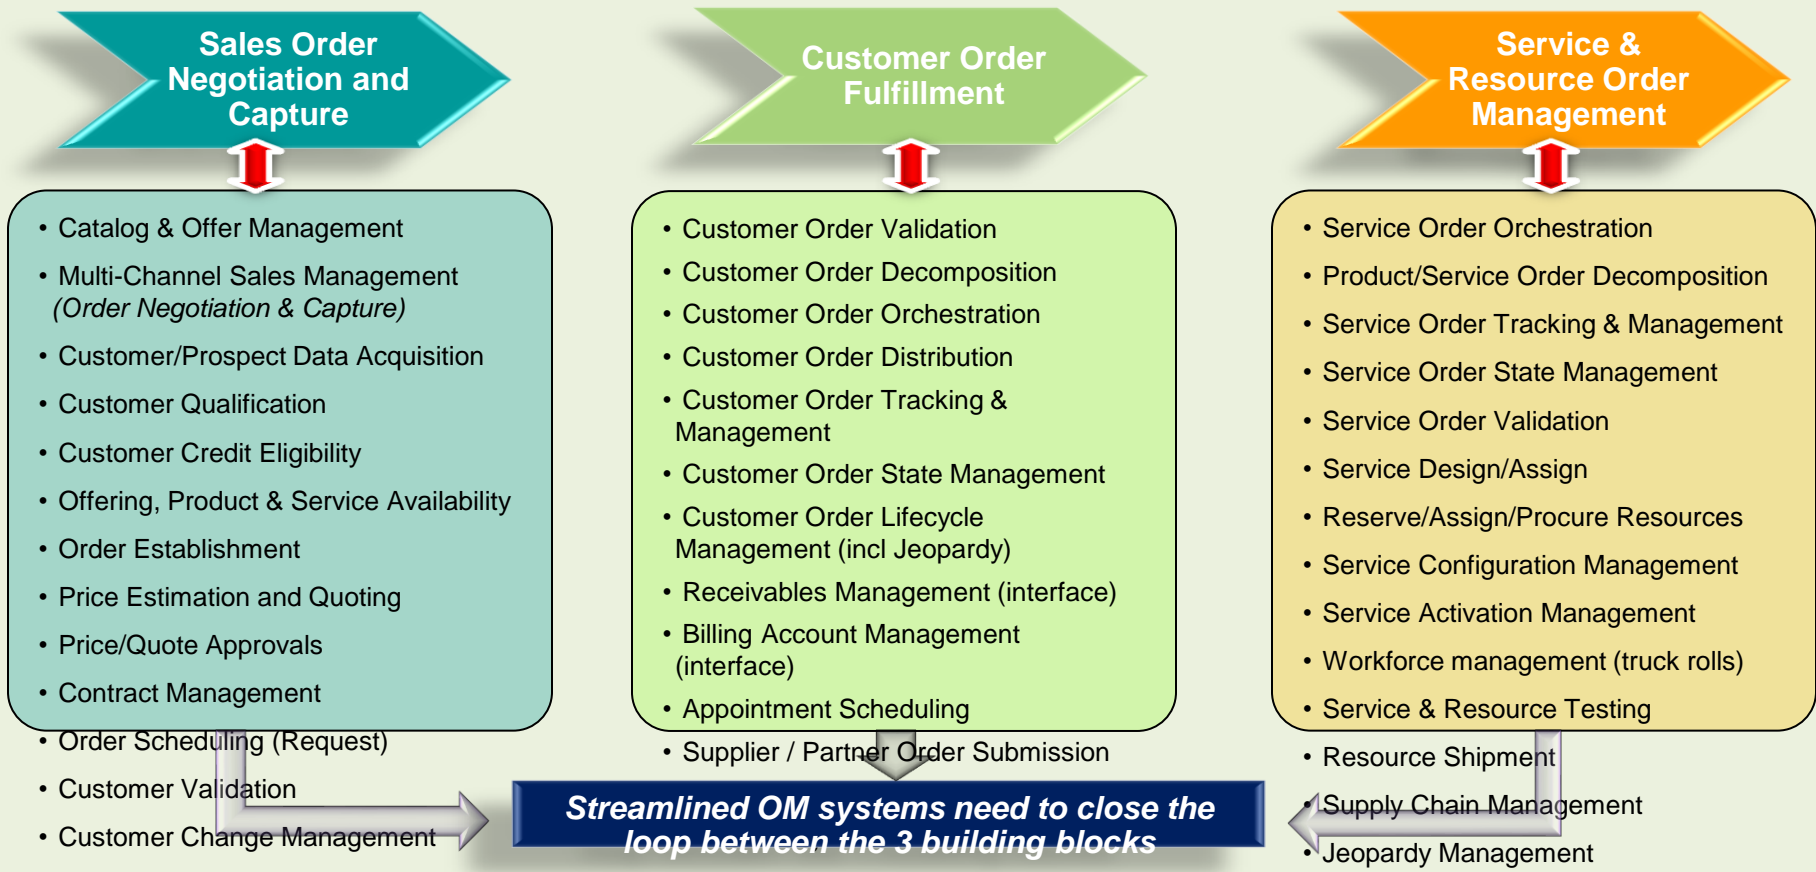 Sales Order
Negotiation and
Capture
• Catalog & Offer Management
• Multi-Channel Sales Management
(Order Negotiation & Capture)
• Customer/Prospect Data Acquisition
• Customer Qualification
• Customer Credit Eligibility
• Offering, Product & Service Availability
• Order Establishment
• Price Estimation and Quoting
• Price/Quote Approvals
• Contract Management
• Order Scheduling (Request)
• Customer Validation
• Customer Change Management
Customer Order
Fulfillment
• Customer Order Validation
• Customer Order Decomposition
• Customer Order Orchestration
• Customer Order Distribution
• Customer Order Tracking &
Management
• Customer Order State Management
• Customer Order Lifecycle
Management (incl Jeopardy)
• Receivables Management (interface)
• Billing Account Management
(interface)
• Appointment Scheduling
• Supplier / Partner Order Submission
Service &
Resource Order
Management
• Service Order Orchestration
• Product/Service Order Decomposition
• Service Order Tracking & Management
• Service Order State Management
• Service Order Validation
• Service Design/Assign
• Reserve/Assign/Procure Resources
• Service Configuration Management
• Service Activation Management
• Workforce management (truck rolls)
• Service & Resource Testing
• Resource Shipment
• Supply Chain Management
• Jeopardy Management
Streamlined OM systems need to close the
loop between the 3 building blocks